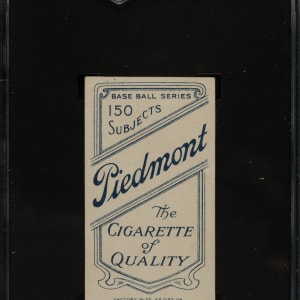 BASE BALL SERIES
150
SUBJECTS
Piedmont
The
CIGARETTE
of
QUALITY